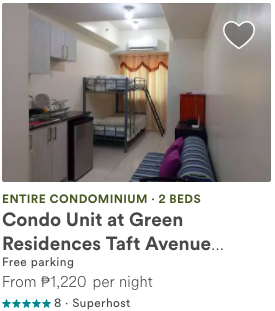 ENTIRE CONDOMINIUM · 2 BEDS
Condo Unit at Green
Residences Taft Avenue...
Free parking
From ₱1,220 per night
★★★★★ 8 · Superhost